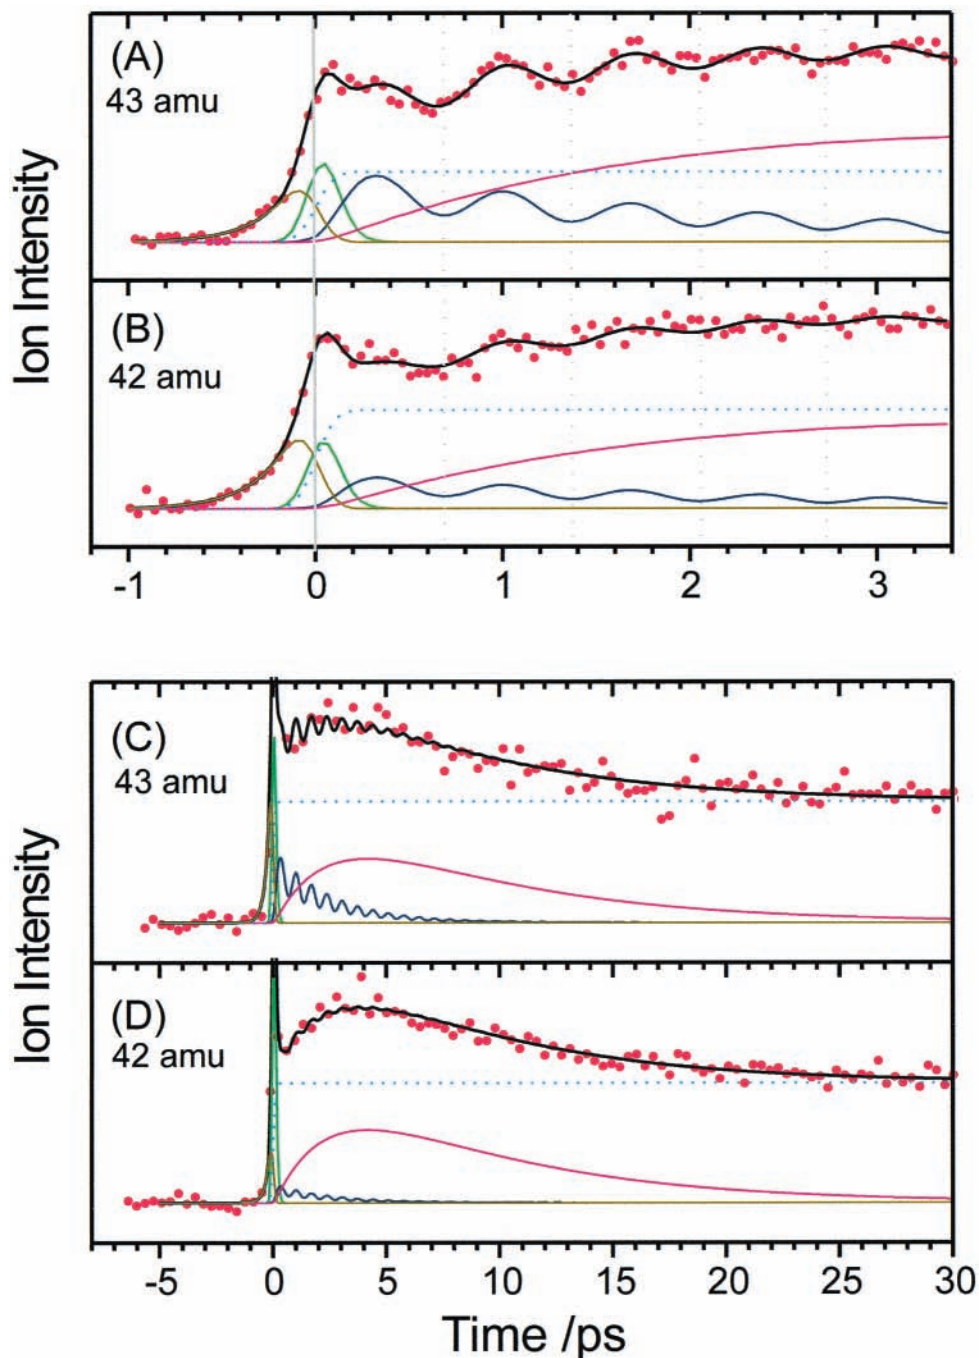 (A)
43 amu
(B)
42 amu
Ion Intensity
-1 0 1 2 3
(C)
43 amu
(D)
42 amu
Ion Intensity
-5 0 5 10 15 20 25 30
Time /ps